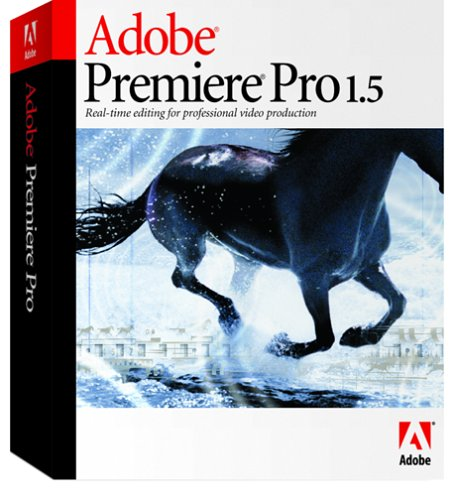 Adobe
Adobe Premiere Pro
Adobe®
Premiere® Pro 1.5
Real-time editing for professional video production
Adobe